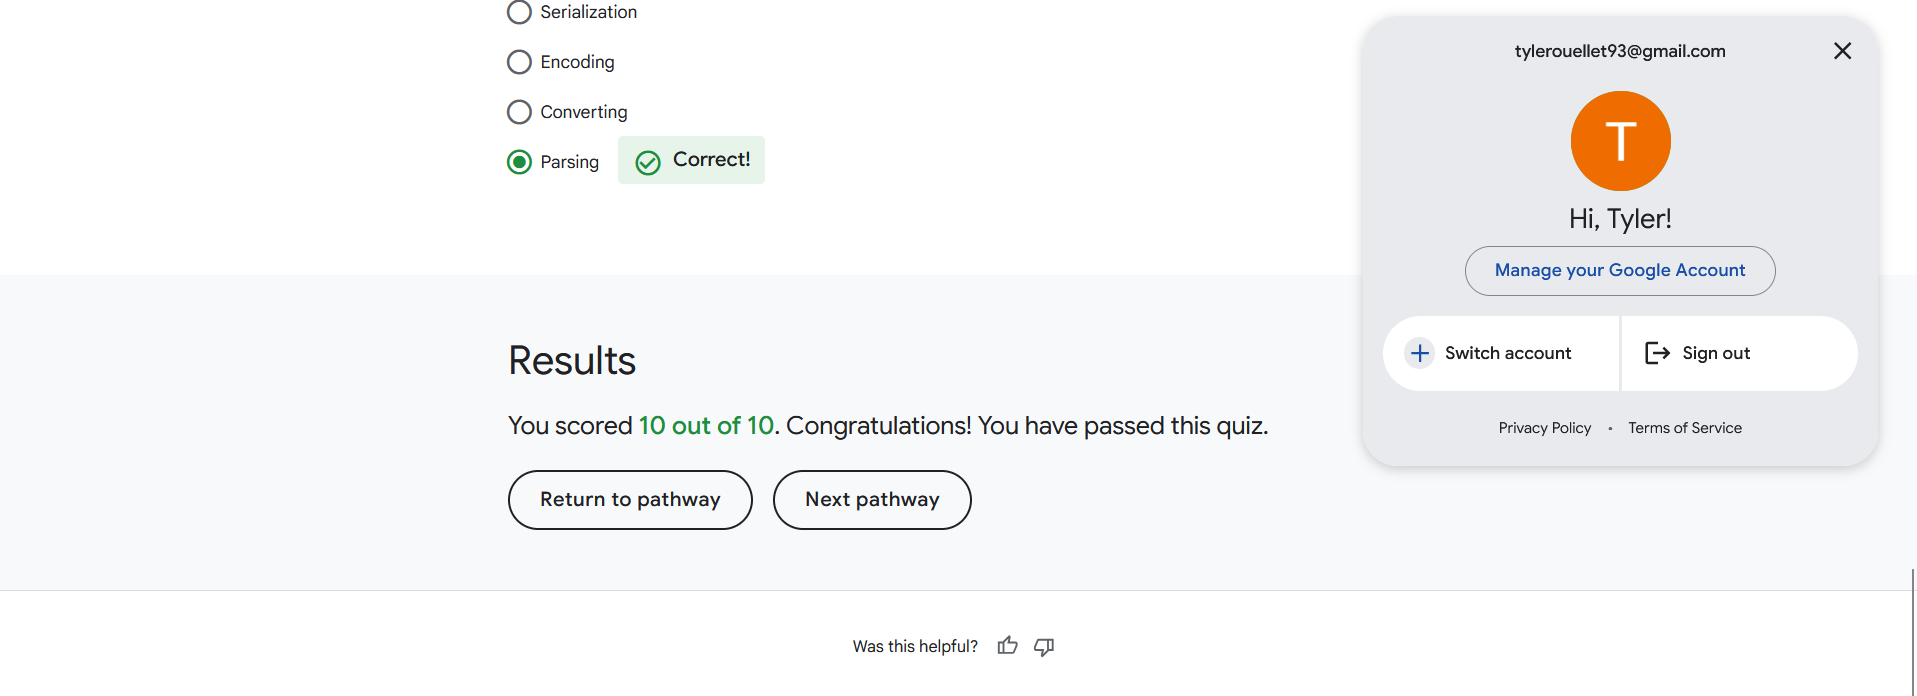 Serialization
Encoding
Converting
Parsing
Correct!
Results
You scored 10 out of 10. Congratulations! You have passed this quiz.
Return to pathway
Next pathway
Was this helpful?
tylerouellet93@gmail.com
T
Hi, Tyler!
Manage your Google Account
Switch account
Sign out
Privacy Policy • Terms of Service